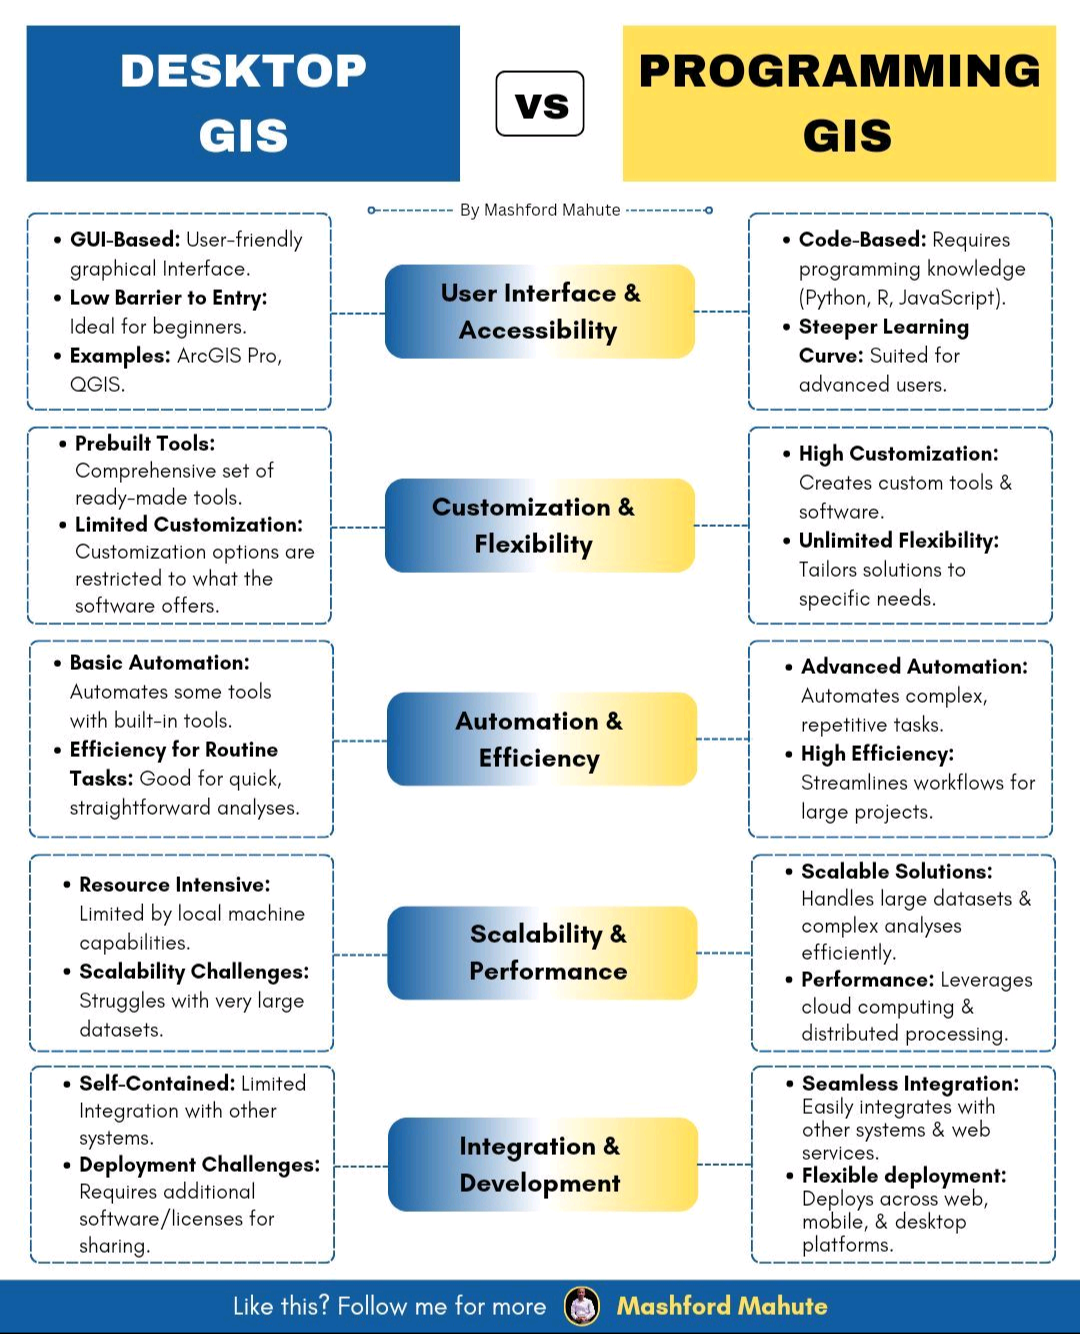 DESKTOP
GIS
VS
PROGRAMMING
GIS
By Mashford Mahute
• GUI-Based: User-friendly
graphical Interface.
• Low Barrier to Entry:
Ideal for beginners.
• Examples: ArcGIS Pro,
QGIS.
User Interface &
Accessibility
• Code-Based: Requires
programming knowledge
(Python, R, JavaScript).
• Steeper Learning
Curve: Suited for
advanced users.
• Prebuilt Tools:
Comprehensive set of
ready-made tools.
• Limited Customization:
Customization options are
restricted to what the
software offers.
Customization &
Flexibility
• High Customization:
Creates custom tools &
software.
• Unlimited Flexibility:
Tailors solutions to
specific needs.
• Basic Automation:
Automates some tools
with built-in tools.
• Efficiency for Routine
Tasks: Good for quick,
straightforward analyses.
Automation &
Efficiency
• Advanced Automation:
Automates complex,
repetitive tasks.
• High Efficiency:
Streamlines workflows for
large projects.
• Resource Intensive:
Limited by local machine
capabilities.
• Scalability Challenges:
Struggles with very large
datasets.
Scalability &
Performance
• Scalable Solutions:
Handles large datasets &
complex analyses
efficiently.
• Performance: Leverages
cloud computing &
distributed processing.
• Self-Contained: Limited
Integration with other
systems.
• Deployment Challenges:
Requires additional
software/licenses for
sharing.
Integration &
Development
• Seamless Integration:
Easily integrates with
other systems & web
services.
• Flexible deployment:
Deploys across web,
mobile, & desktop
platforms.
Like this? Follow me for more Mashford Mahute